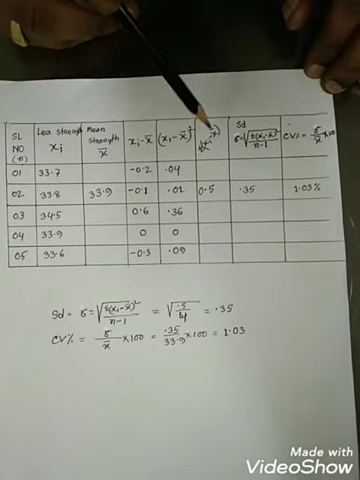 SL NO (n) Lea strength xᵢ Mean strength x̄ xᵢ-x̄ (xᵢ-x̄)² Sd σ=√Σ(xᵢ-x̄)²/n-1 CV%= σ/x̄ ×100
01 33.7 -0.2 .04
02 33.8 33.9 -0.1 .01 0.5 .35 1.03%
03 34.5 0.6 .36
04 33.9 0 0
05 33.6 -0.3 .09
Sd = σ = √Σ(xᵢ-x̄)²/n-1 = √.5/4 = .35
CV% = σ/x̄ ×100 = .35/33.9 ×100 = 1.03
Made with
VideoShow